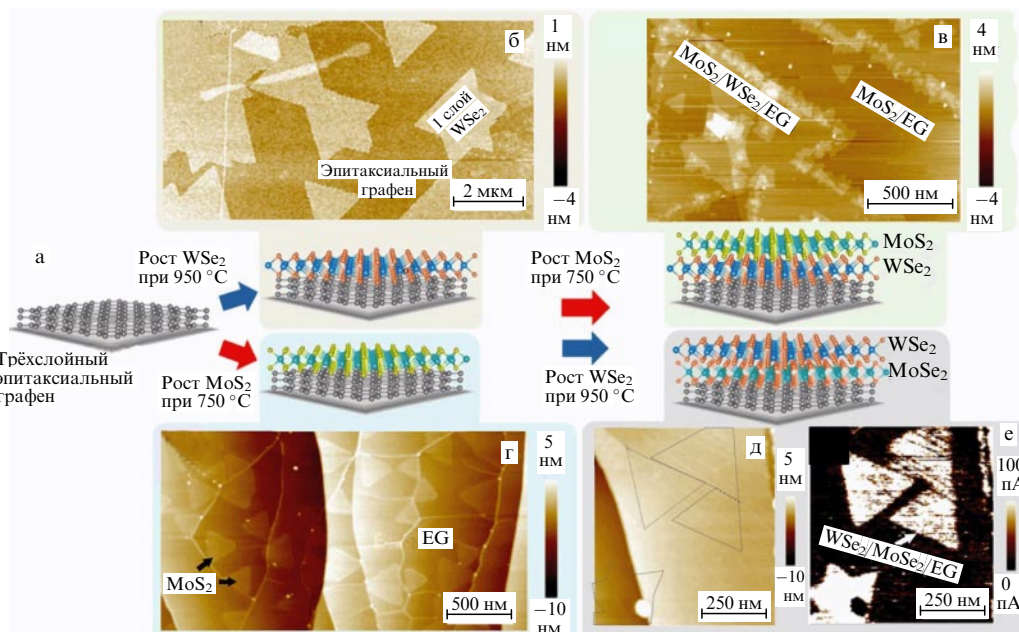 б
1
нм
1 слой
WSe₂
Эпитаксиальный
графен
2 мкм
−4
нм
в
4
нм
MoS₂/WSe₂/EG
MoS₂/EG
500 нм
−4
нм
а
Трёхслойный
эпитаксиальный
графен
Рост WSe₂
при 950 °C
Рост MoS₂
при 750 °C
Рост MoS₂
при 750 °C
Рост WSe₂
при 950 °C
MoS₂
WSe₂
WSe₂
MoSe₂
г
5
нм
EG
MoS₂
500 нм
−10
нм
д
5
нм
250 нм
−10
нм
е
100
пА
WSe₂/MoSe₂/EG
250 нм
0
пА